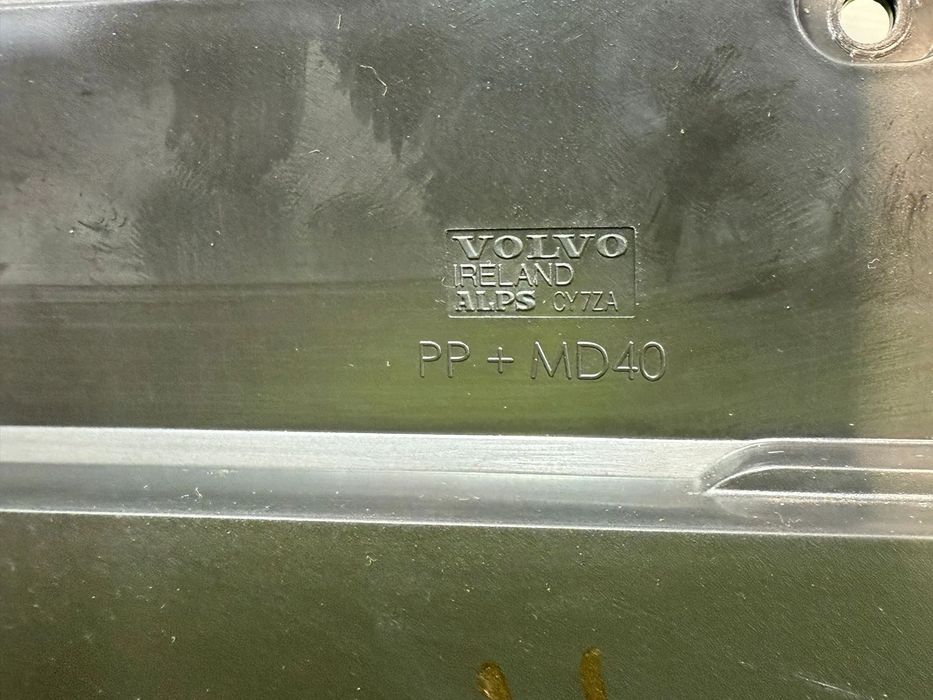 VOLVO
IRELAND
ALPS CY7ZA
PP + MD40